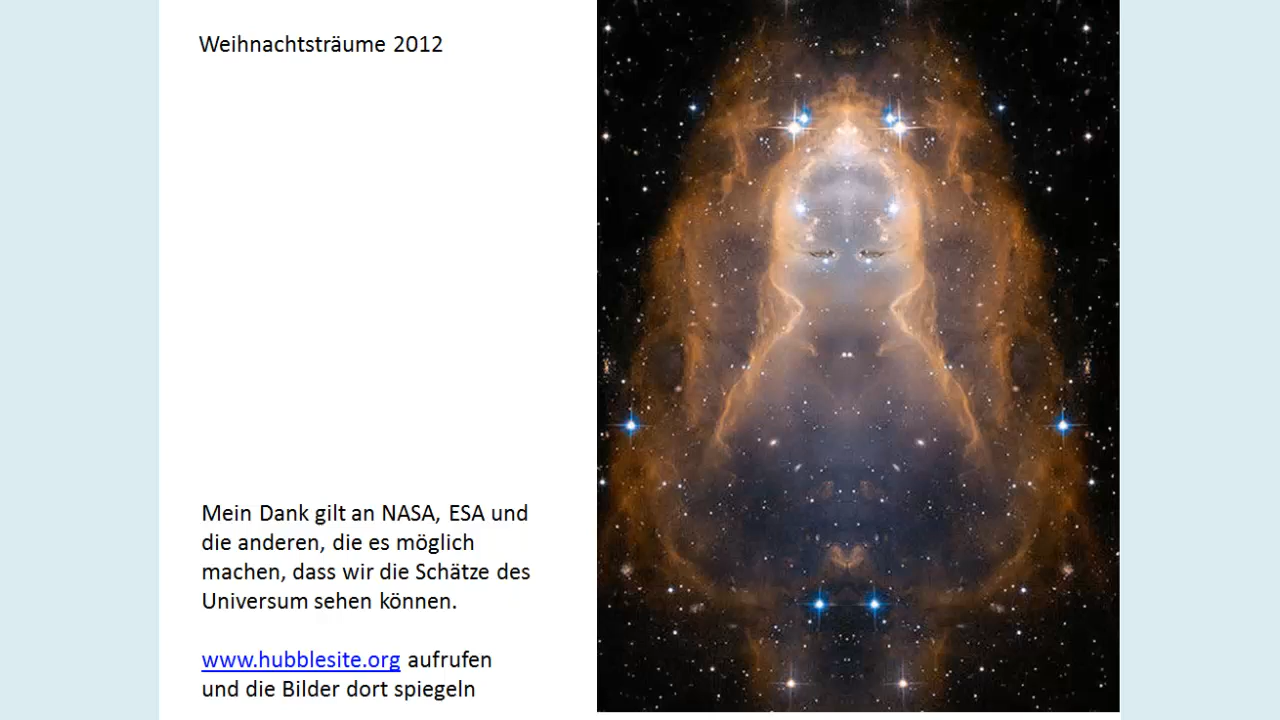 Weihnachtsträume 2012
Mein Dank gilt an NASA, ESA und
die anderen, die es möglich
machen, dass wir die Schätze des
Universum sehen können.
www.hubblesite.org aufrufen
und die Bilder dort spiegeln